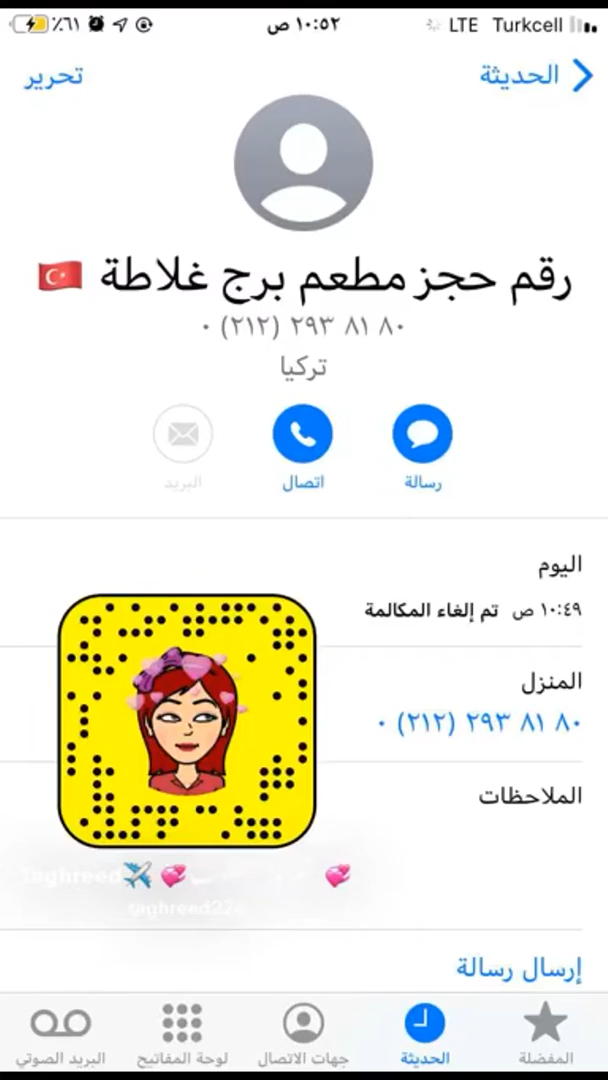 ٪٦١ ١٠:٥٢ ص LTE Turkcell
الحديثة تحرير
رقم حجز مطعم برج غلاطة 🇹🇷
٠ (٢١٢) ٢٩٣ ٨١ ٨٠
تركيا
رسالة اتصال البريد
اليوم
١٠:٤٩ ص تم إلغاء المكالمة
المنزل
٠ (٢١٢) ٢٩٣ ٨١ ٨٠
الملاحظات
إرسال رسالة
المفضلة الحديثة جهات الاتصال لوحة المفاتيح البريد الصوتي